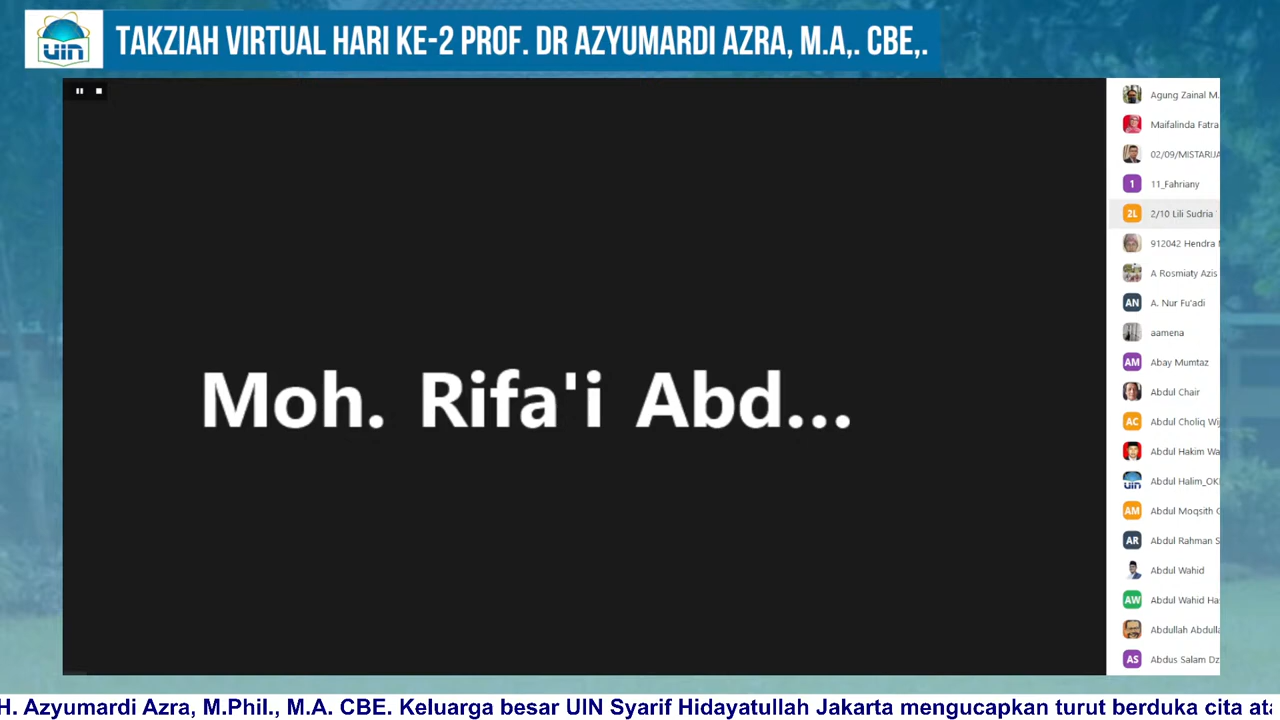 uin
TAKZIAH VIRTUAL HARI KE-2 PROF. DR AZYUMARDI AZRA, M.A,. CBE,.
Moh. Rifa'i Abd...
Agung Zainal M.
Maifalinda Fatra
02/09/MISTARIJA
1
11_Fahriany
2L
2/10 Lili Sudria
912042 Hendra
A Rosmiaty Azis
AN
A. Nur Fu'adi
aamena
AM
Abay Mumtaz
Abdul Chair
AC
Abdul Choliq Wij
Abdul Hakim Wa
uin
Abdul Halim_OK
AM
Abdul Moqsith
AR
Abdul Rahman S
Abdul Wahid
AW
Abdul Wahid Ha
Abdullah Abdulla
AS
Abdus Salam Dz
H. Azyumardi Azra, M.Phil., M.A. CBE. Keluarga besar UIN Syarif Hidayatullah Jakarta mengucapkan turut berduka cita ata